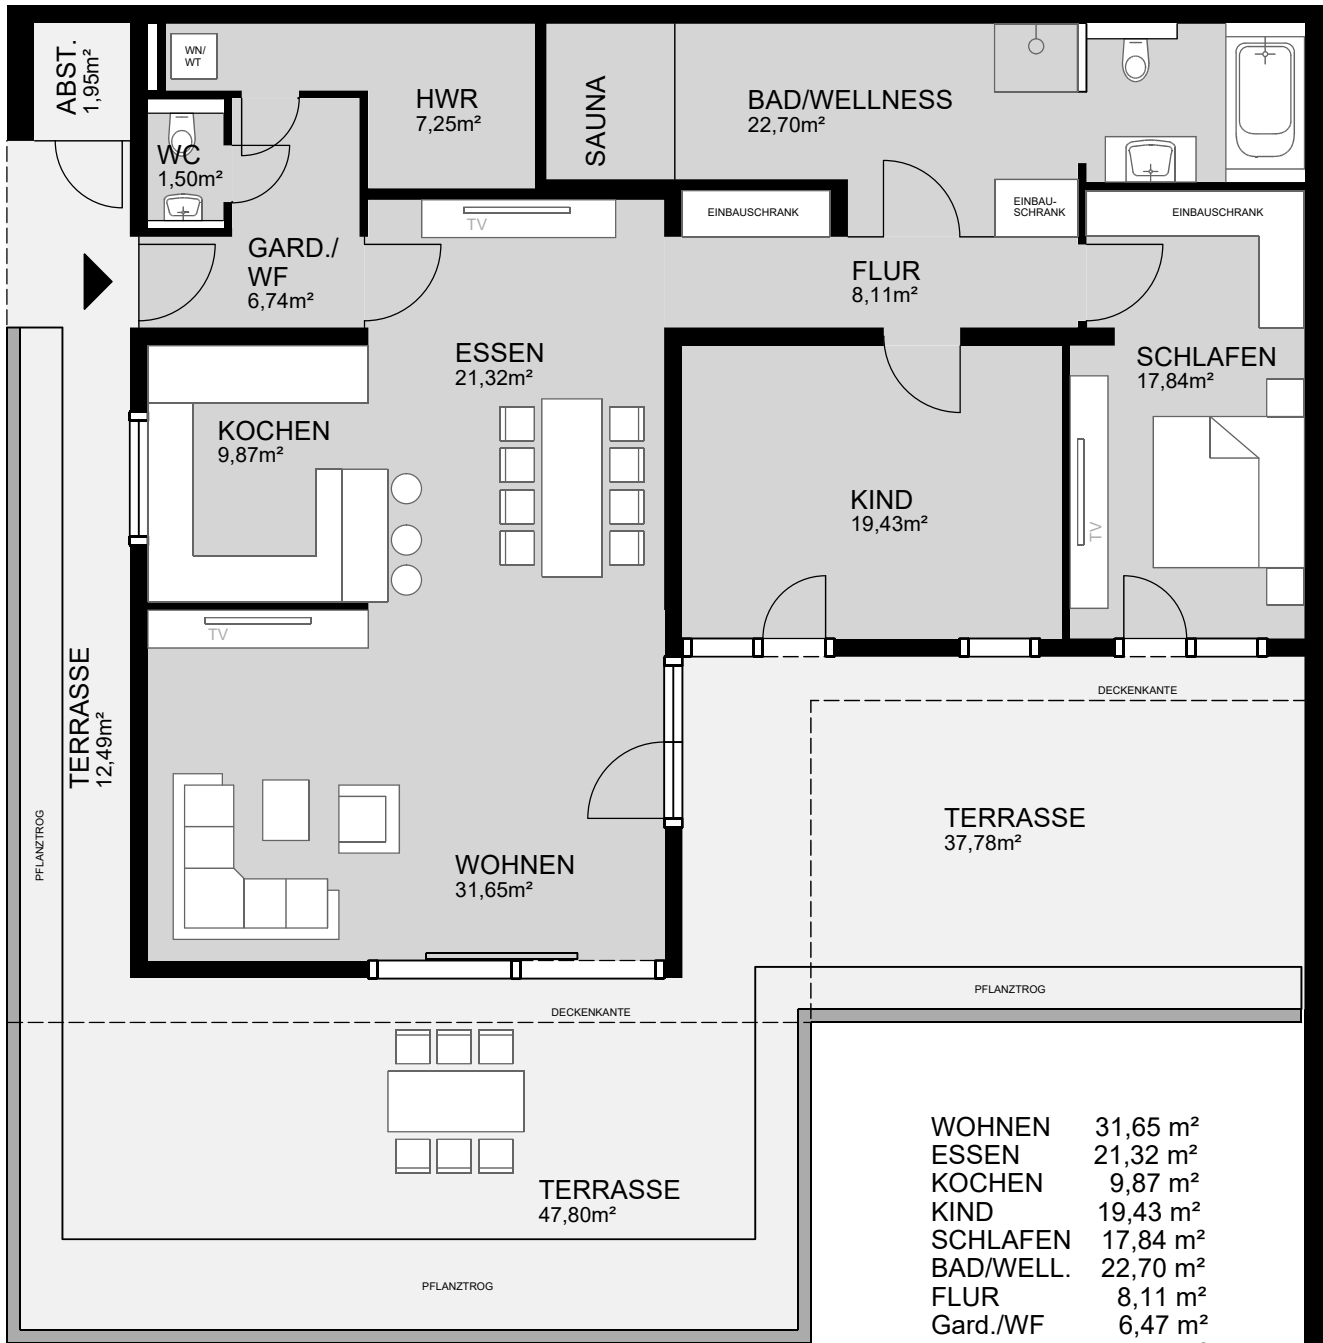 ABST.
1,95m²
WN/
WT
HWR
7,25m²
SAUNA
BAD/WELLNESS
22,70m²
WC
1,50m²
TV
EINBAUSCHRANK
EINBAU-
SCHRANK
EINBAUSCHRANK
GARD./
WF
6,74m²
FLUR
8,11m²
ESSEN
21,32m²
SCHLAFEN
17,84m²
KOCHEN
9,87m²
KIND
19,43m²
TV
TV
TERRASSE
12,49m²
DECKENKANTE
PFLANZTROG
TERRASSE
37,78m²
WOHNEN
31,65m²
PFLANZTROG
DECKENKANTE
TERRASSE
47,80m²
PFLANZTROG
WOHNEN 31,65 m²
ESSEN 21,32 m²
KOCHEN 9,87 m²
KIND 19,43 m²
SCHLAFEN 17,84 m²
BAD/WELL. 22,70 m²
FLUR 8,11 m²
Gard./WF 6,47 m²